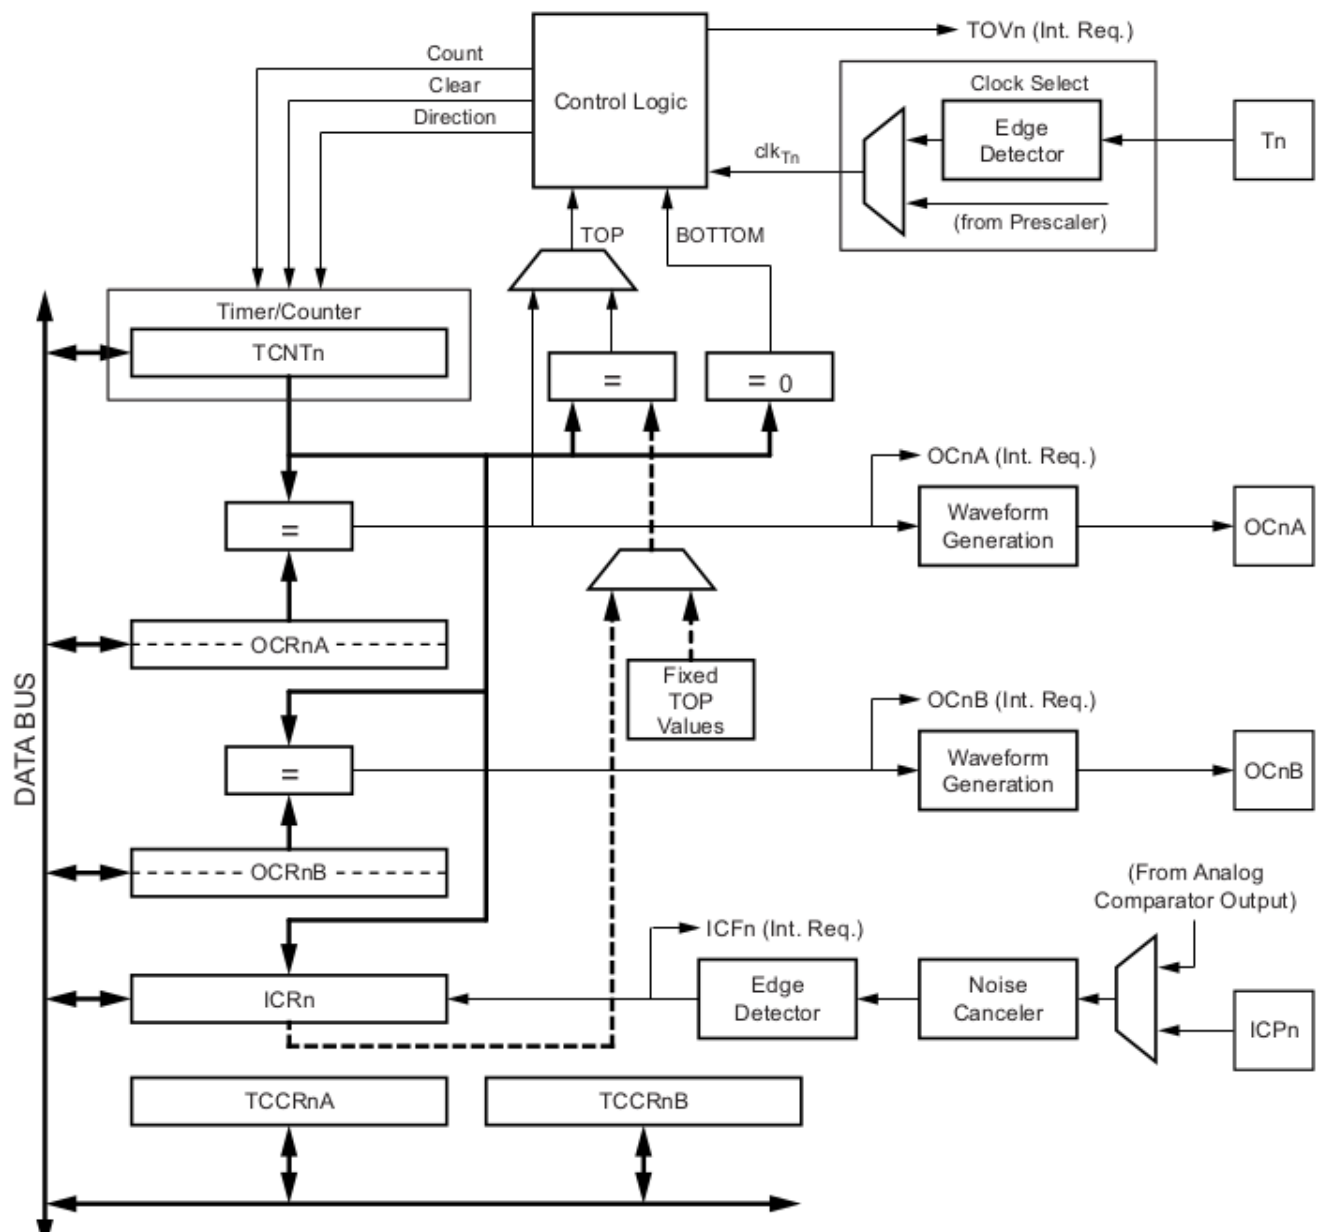 TOVn (Int. Req.)
Count
Clear
Direction
Control Logic
Clock Select
Edge
Detector
Tn
clkTn
(from Prescaler)
TOP
BOTTOM
Timer/Counter
TCNTn
=
= 0
OCnA (Int. Req.)
=
Waveform
Generation
OCnA
OCRnA
Fixed
TOP
Values
DATA BUS
OCnB (Int. Req.)
=
Waveform
Generation
OCnB
OCRnB
(From Analog
Comparator Output)
ICFn (Int. Req.)
ICRn
Edge
Detector
Noise
Canceler
ICPn
TCCRnA
TCCRnB